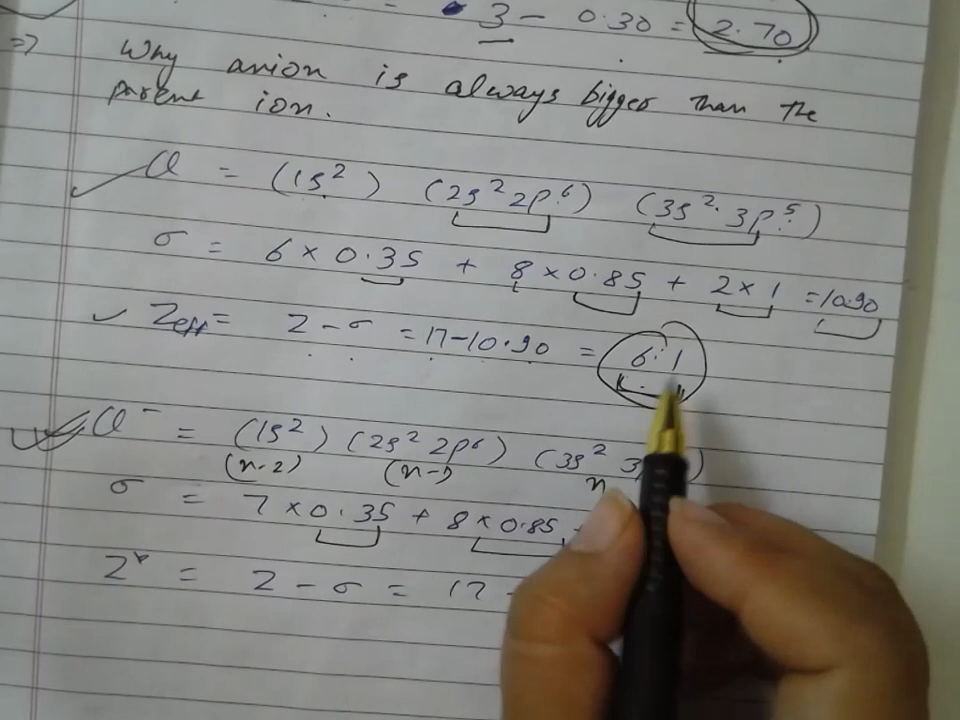 3 - 0.30 = 2.70
⇒ Why anion is always bigger than the
parent ion.
Cl = (1s² ) (2s² 2p⁶) (3s² 3p⁵)
σ = 6 × 0.35 + 8 × 0.85 + 2 × 1 = 10.90
Zeff = Z - σ = 17-10.90 = 6.1
Cl⁻ = (1s²) (2s² 2p⁶) (3s² 3
(n-2) (n-1) n
σ = 7 × 0.35 + 8 × 0.85
Z* = Z - σ = 17